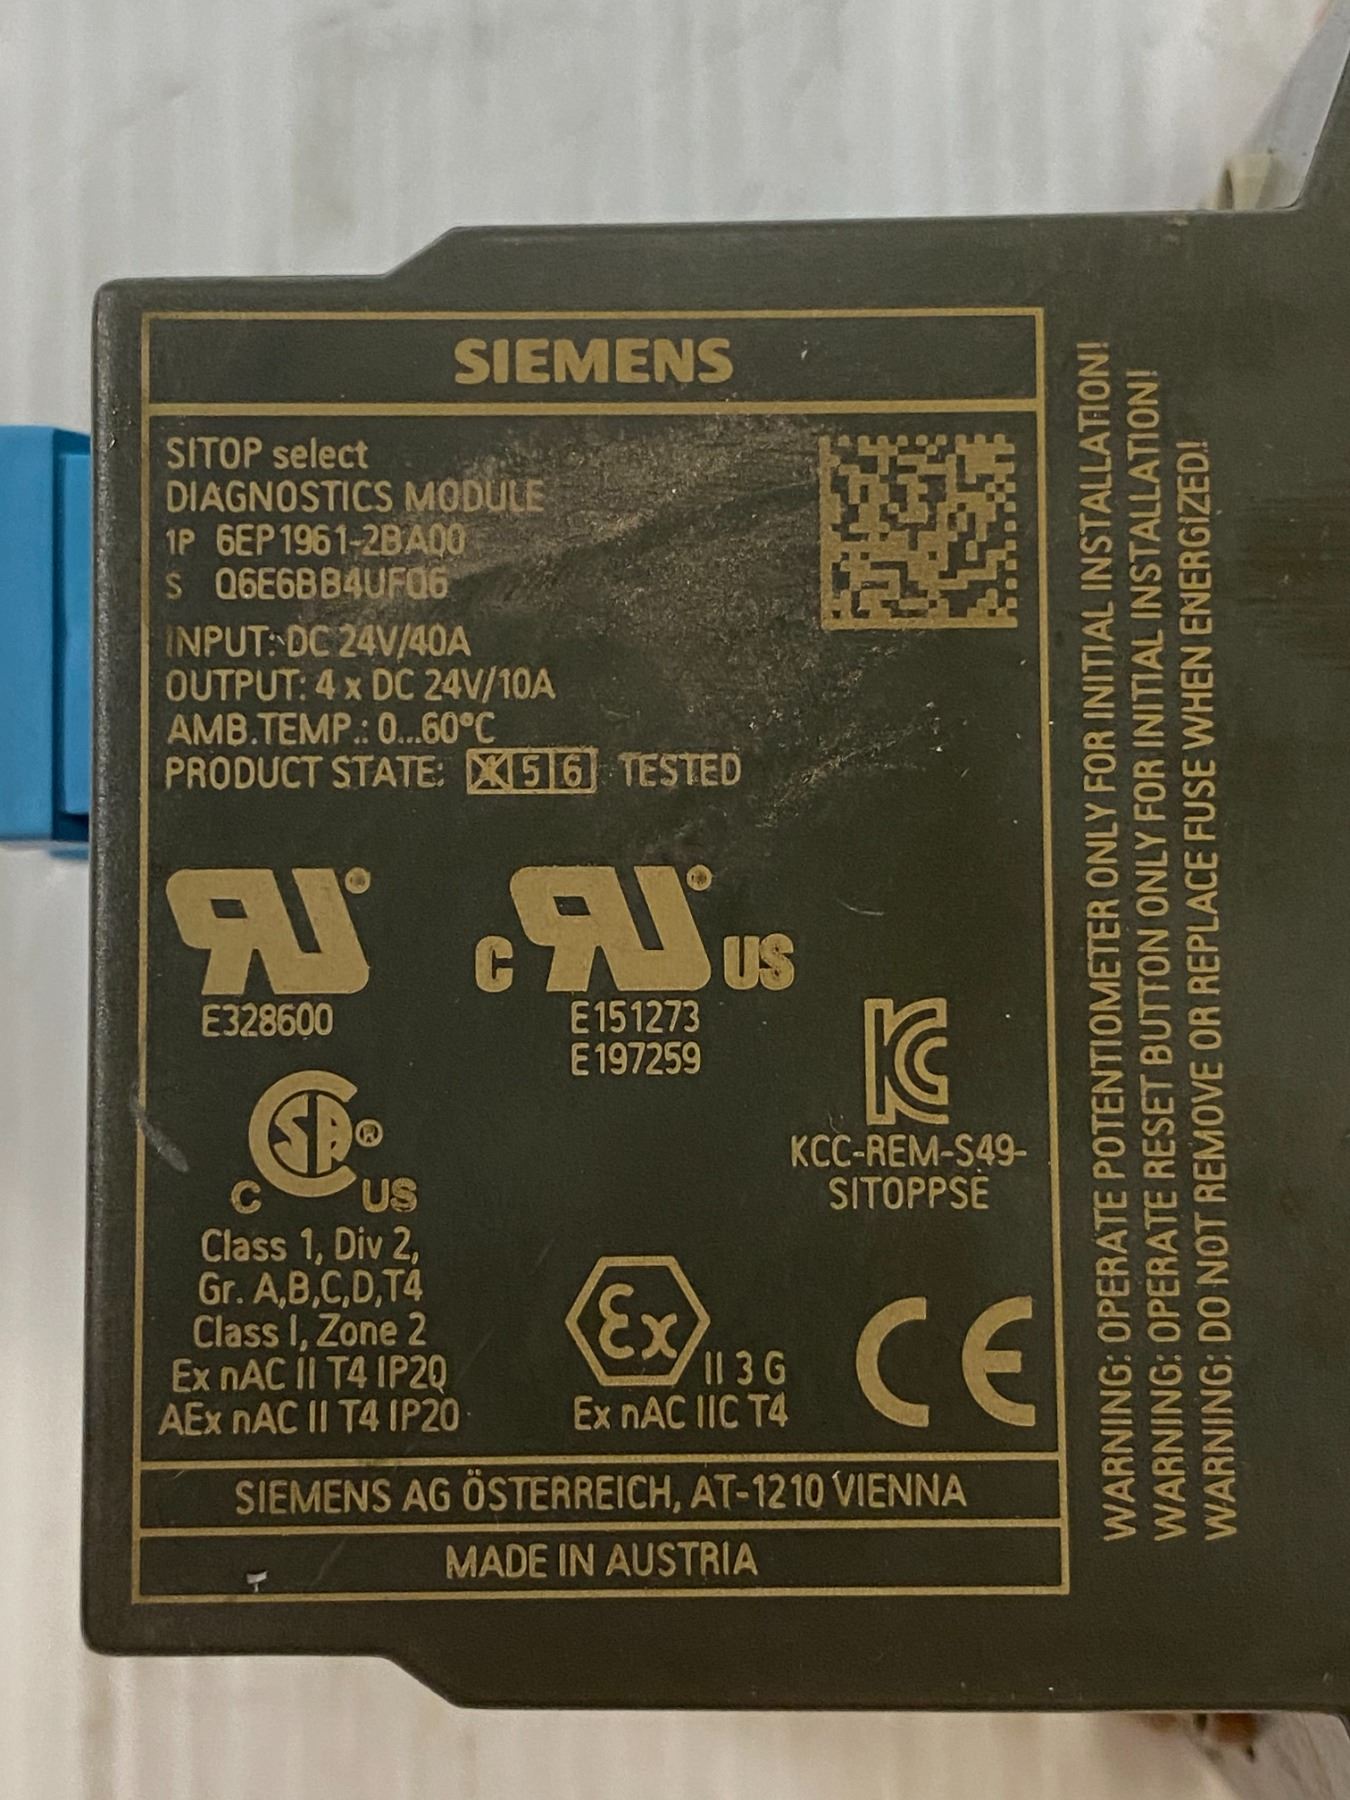 SIEMENS
SITOP select
DIAGNOSTICS MODULE
1P 6EP1961-2BA00
S Q6E6BB4UFQ6
INPUT: DC 24V/40A
OUTPUT: 4 x DC 24V/10A
AMB.TEMP.: 0...60°C
PRODUCT STATE: X 5 6 TESTED
RU®
E328600
C RU® US
E151273
E197259
KC
KCC-REM-S49-
SITOPPSE
CSA®
C US
Class 1, Div 2,
Gr. A,B,C,D,T4
Class I, Zone 2
Ex nAC II T4 IP20
AEx nAC II T4 IP20
Ex II 3 G
Ex nAC IIC T4
CE
SIEMENS AG ÖSTERREICH, AT-1210 VIENNA
MADE IN AUSTRIA
WARNING: OPERATE POTENTIOMETER ONLY FOR INITIAL INSTALLATION!
WARNING: OPERATE RESET BUTTON ONLY FOR INITIAL INSTALLATION!
WARNING: DO NOT REMOVE OR REPLACE FUSE WHEN ENERGIZED!